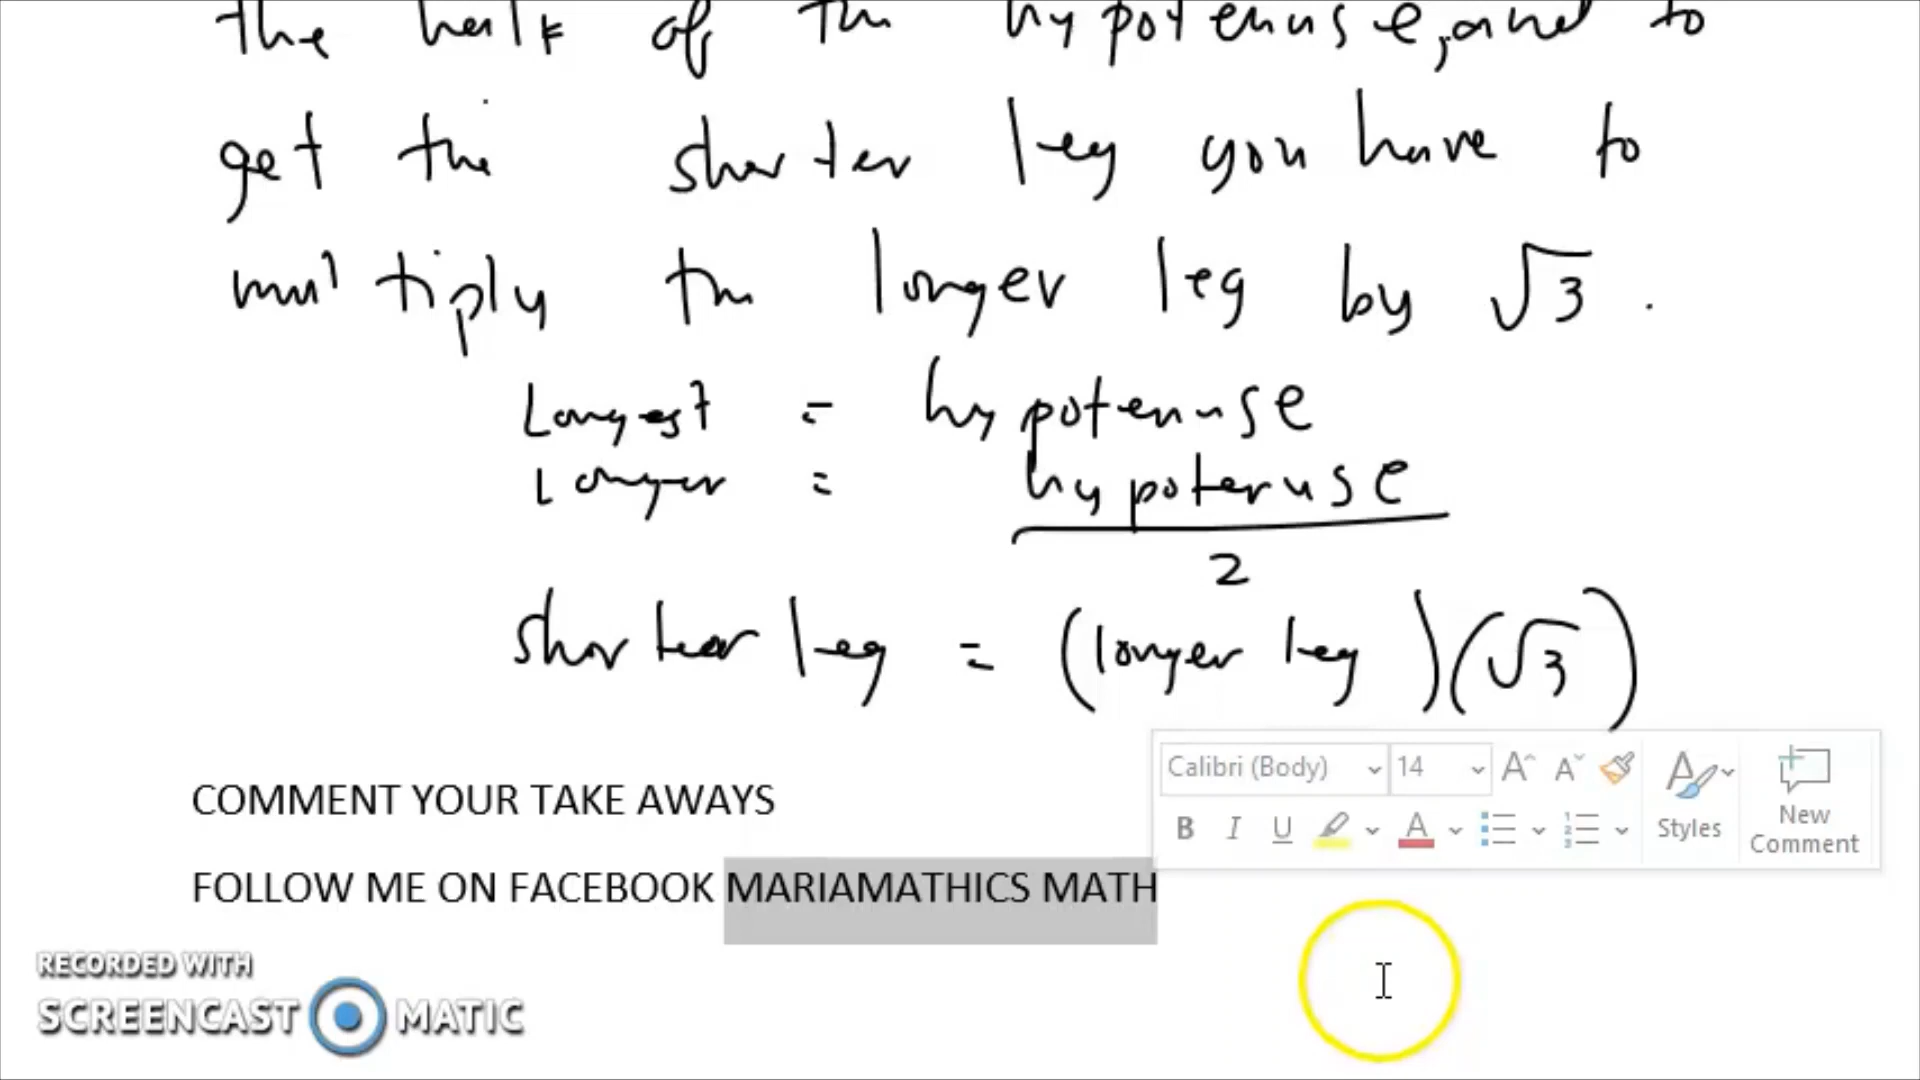 the half of the hypotenuse, and to
get the shorter leg you have to
multiply the longer leg by √3 .
Longest = hypotenuse
Longer = hypotenuse
2
shorter leg = (longer leg)(√3)
Calibri (Body) 14 A^ A˅
B I U A Styles New Comment
COMMENT YOUR TAKE AWAYS
FOLLOW ME ON FACEBOOK MARIAMATHICS MATH
RECORDED WITH
SCREENCAST MATIC